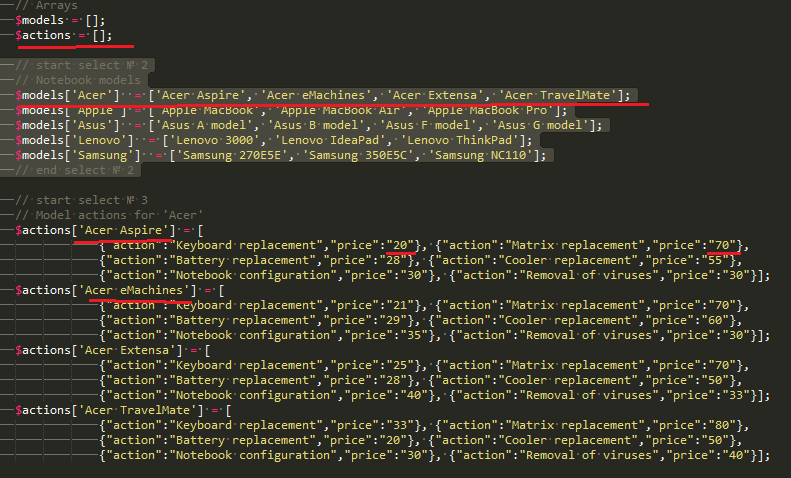 // Arrays
$models = [];
$actions = [];
// start select № 2
// Notebook models
$models['Acer'] = ['Acer Aspire', 'Acer eMachines', 'Acer Extensa', 'Acer TravelMate'];
$models['Apple'] = ['Apple MacBook', 'Apple MacBook Air', 'Apple MacBook Pro'];
$models['Asus'] = ['Asus A model', 'Asus B model', 'Asus F model', 'Asus G model'];
$models['Lenovo'] = ['Lenovo 3000', 'Lenovo IdeaPad', 'Lenovo ThinkPad'];
$models['Samsung'] = ['Samsung 270E5E', 'Samsung 350E5C', 'Samsung NC110'];
// end select № 2
// start select № 3
// Model actions for 'Acer'
$actions['Acer Aspire'] = [
{"action":"Keyboard replacement","price":"20"}, {"action":"Matrix replacement","price":"70"},
{"action":"Battery replacement","price":"28"}, {"action":"Cooler replacement","price":"55"},
{"action":"Notebook configuration","price":"30"}, {"action":"Removal of viruses","price":"30"}];
$actions['Acer eMachines'] = [
{"action":"Keyboard replacement","price":"21"}, {"action":"Matrix replacement","price":"70"},
{"action":"Battery replacement","price":"29"}, {"action":"Cooler replacement","price":"60"},
{"action":"Notebook configuration","price":"35"}, {"action":"Removal of viruses","price":"30"}];
$actions['Acer Extensa'] = [
{"action":"Keyboard replacement","price":"25"}, {"action":"Matrix replacement","price":"70"},
{"action":"Battery replacement","price":"28"}, {"action":"Cooler replacement","price":"50"},
{"action":"Notebook configuration","price":"40"}, {"action":"Removal of viruses","price":"33"}];
$actions['Acer TravelMate'] = [
{"action":"Keyboard replacement","price":"33"}, {"action":"Matrix replacement","price":"80"},
{"action":"Battery replacement","price":"20"}, {"action":"Cooler replacement","price":"50"},
{"action":"Notebook configuration","price":"30"}, {"action":"Removal of viruses","price":"40"}];